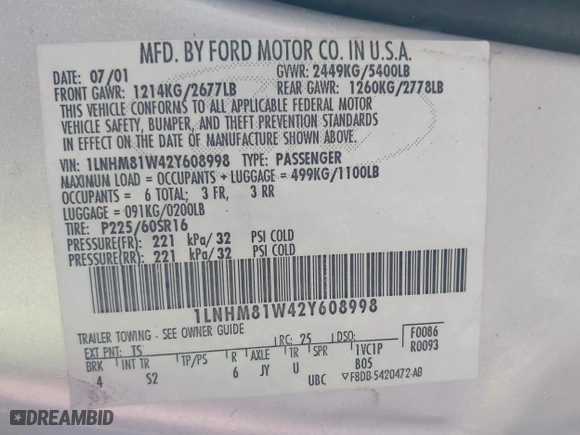 MFD. BY FORD MOTOR CO. IN U.S.A.
DATE: 07/01 GVWR: 2449KG/5400LB
FRONT GAWR: 1214KG/2677LB REAR GAWR: 1260KG/2778LB
THIS VEHICLE CONFORMS TO ALL APPLICABLE FEDERAL MOTOR
VEHICLE SAFETY, BUMPER, AND THEFT PREVENTION STANDARDS
IN EFFECT ON THE DATE OF MANUFACTURE SHOWN ABOVE.
VIN: 1LNHM81W42Y608998 TYPE: PASSENGER
MAXIMUM LOAD = OCCUPANTS + LUGGAGE = 499KG/1100LB
OCCUPANTS = 6 TOTAL; 3 FR, 3 RR
LUGGAGE = 091KG/0200LB
TIRE: P225/60SR16
PRESSURE(FR): 221 kPa/ 32 PSI COLD
PRESSURE(RR): 221 kPa/ 32 PSI COLD
1LNHM81W42Y608998
TRAILER TOWING - SEE OWNER GUIDE
EXT PNT: TS RC: 25 DSO: F0086
BRK INT TR TP/PS R AXLE TR SPR 1VC1P R0093
4 S2 6 JY U B05
UBC ▽F8DB-5420472-AB
DREAMBID